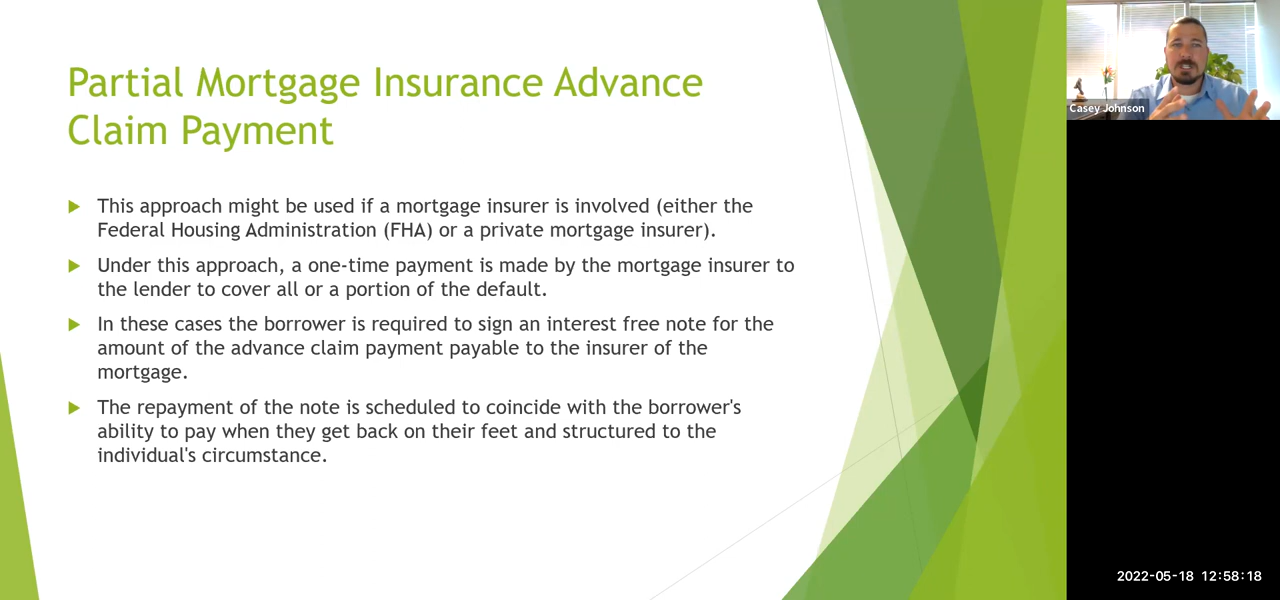 Partial Mortgage Insurance Advance
Claim Payment
This approach might be used if a mortgage insurer is involved (either the
Federal Housing Administration (FHA) or a private mortgage insurer).
Under this approach, a one-time payment is made by the mortgage insurer to
the lender to cover all or a portion of the default.
In these cases the borrower is required to sign an interest free note for the
amount of the advance claim payment payable to the insurer of the
mortgage.
The repayment of the note is scheduled to coincide with the borrower's
ability to pay when they get back on their feet and structured to the
individual's circumstance.
Casey Johnson
2022-05-18 12:58:18